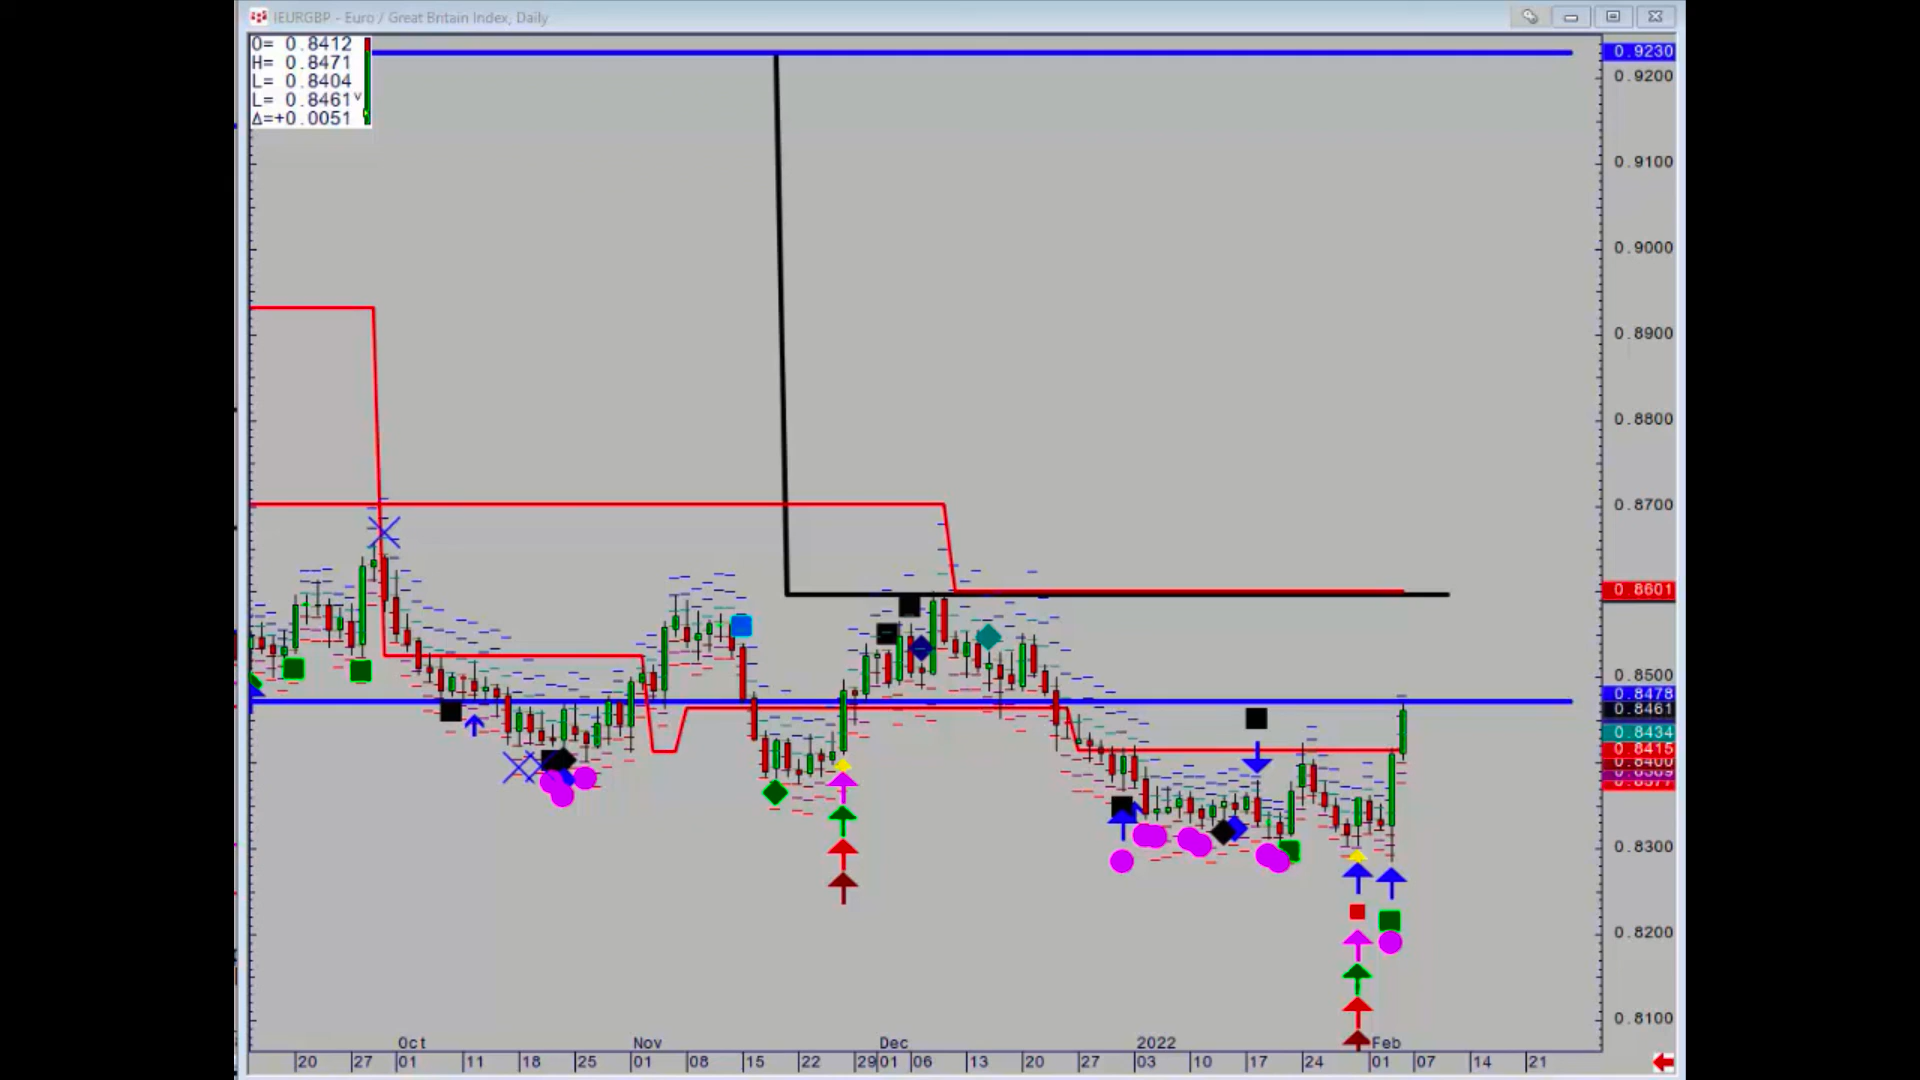 IEURGBP - Euro / Great Britain Index, Daily
O= 0.8412
H= 0.8471
L= 0.8404
L= 0.8461v
Δ=+0.0051
0.9230
0.9200
0.9100
0.9000
0.8900
0.8800
0.8700
0.8601
0.8500
0.8478
0.8461
0.8434
0.8415
0.8400
0.8300
0.8200
0.8100
Oct Nov Dec 2022 Feb
20 27 01 11 18 25 01 08 15 22 29 01 06 13 20 27 03 10 17 24 01 07 14 21